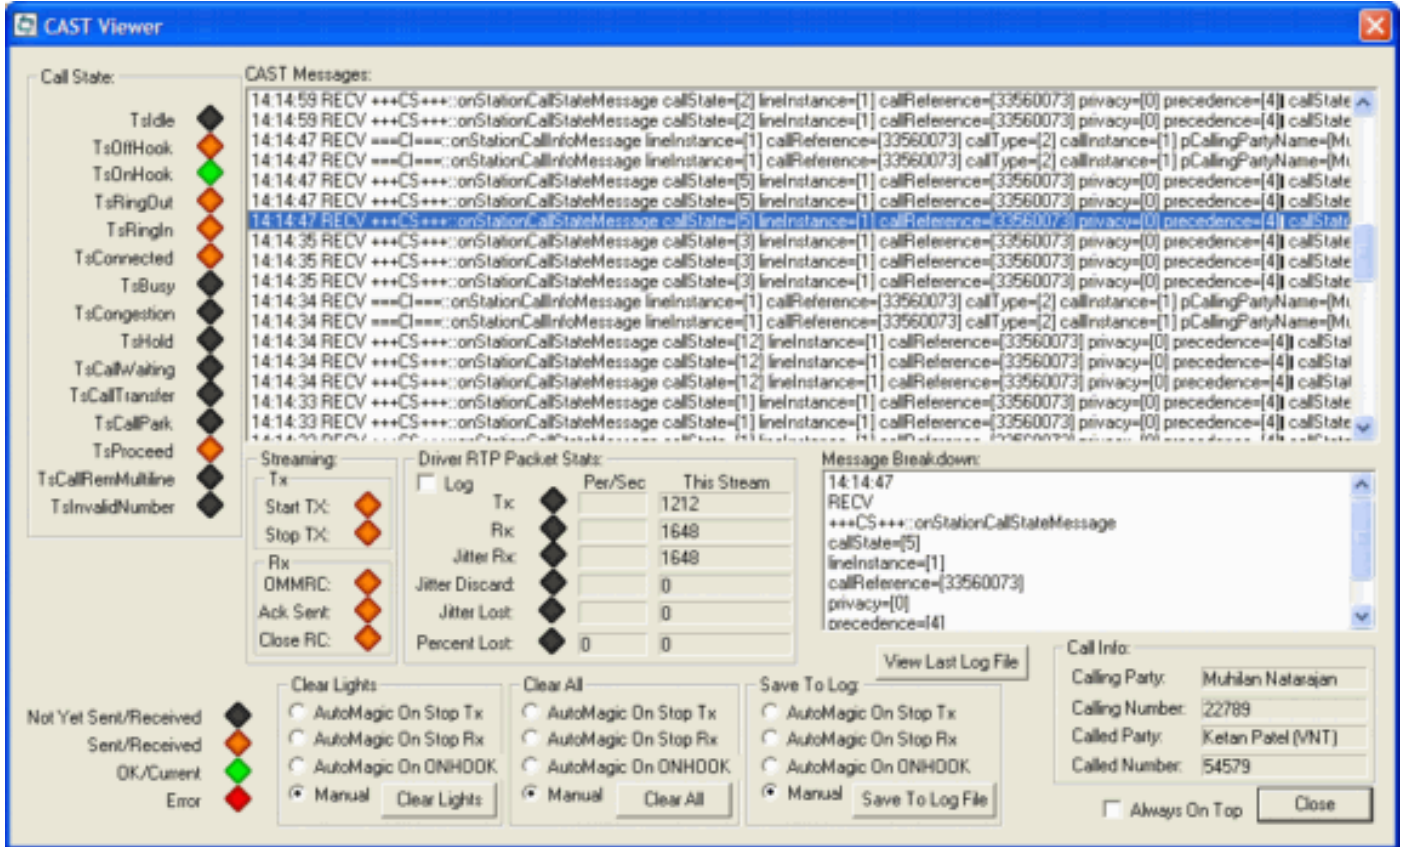 CAST Viewer
Call State:
TsIdle
TsOffHook
TsOnHook
TsRingOut
TsRingIn
TsConnected
TsBusy
TsCongestion
TsHold
TsCallWaiting
TsCallTransfer
TsCallPark
TsProceed
TsCallRemMultiline
TsInvalidNumber
CAST Messages:
14:14:59 RECV +++CS+++::onStationCallStateMessage callState=[2] lineInstance=[1] callReference=[33560073] privacy=[0] precedence=[4]| callState
14:14:59 RECV +++CS+++::onStationCallStateMessage callState=[2] lineInstance=[1] callReference=[33560073] privacy=[0] precedence=[4]| callState
14:14:47 RECV ===CI===::onStationCallInfoMessage lineInstance=[1] callReference=[33560073] callType=[2] callInstance=[1] pCallingPartyName=[Mu
14:14:47 RECV ===CI===::onStationCallInfoMessage lineInstance=[1] callReference=[33560073] callType=[2] callInstance=[1] pCallingPartyName=[Mu
14:14:47 RECV +++CS+++::onStationCallStateMessage callState=[5] lineInstance=[1] callReference=[33560073] privacy=[0] precedence=[4]| callState
14:14:47 RECV +++CS+++::onStationCallStateMessage callState=[5] lineInstance=[1] callReference=[33560073] privacy=[0] precedence=[4]| callState
14:14:47 RECV +++CS+++::onStationCallStateMessage callState=[5] lineInstance=[1] callReference=[33560073] privacy=[0] precedence=[4]| callState
14:14:35 RECV +++CS+++::onStationCallStateMessage callState=[3] lineInstance=[1] callReference=[33560073] privacy=[0] precedence=[4]| callState
14:14:35 RECV +++CS+++::onStationCallStateMessage callState=[3] lineInstance=[1] callReference=[33560073] privacy=[0] precedence=[4]| callState
14:14:35 RECV +++CS+++::onStationCallStateMessage callState=[3] lineInstance=[1] callReference=[33560073] privacy=[0] precedence=[4]| callState
14:14:34 RECV ===CI===::onStationCallInfoMessage lineInstance=[1] callReference=[33560073] callType=[2] callInstance=[1] pCallingPartyName=[Mu
14:14:34 RECV ===CI===::onStationCallInfoMessage lineInstance=[1] callReference=[33560073] callType=[2] callInstance=[1] pCallingPartyName=[Mu
14:14:34 RECV +++CS+++::onStationCallStateMessage callState=[12] lineInstance=[1] callReference=[33560073] privacy=[0] precedence=[4]| callStat
14:14:34 RECV +++CS+++::onStationCallStateMessage callState=[12] lineInstance=[1] callReference=[33560073] privacy=[0] precedence=[4]| callStat
14:14:34 RECV +++CS+++::onStationCallStateMessage callState=[12] lineInstance=[1] callReference=[33560073] privacy=[0] precedence=[4]| callStat
14:14:33 RECV +++CS+++::onStationCallStateMessage callState=[1] lineInstance=[1] callReference=[33560073] privacy=[0] precedence=[4]| callState
14:14:33 RECV +++CS+++::onStationCallStateMessage callState=[1] lineInstance=[1] callReference=[33560073] privacy=[0] precedence=[4]| callState
Streaming:
Tx
Start TX:
Stop TX:
Rx
OMMRC:
Ack Sent:
Close RC:
Driver RTP Packet Stats:
Log Per/Sec This Stream
Tx: 1212
Rx: 1648
Jitter Rx: 1648
Jitter Discard: 0
Jitter Lost: 0
Percent Lost: 0 0
Message Breakdown:
14:14:47
RECV
+++CS+++::onStationCallStateMessage
callState=[5]
lineInstance=[1]
callReference=[33560073]
privacy=[0]
precedence=[4]
View Last Log File
Call Info:
Calling Party: Muhilan Natarajan
Calling Number: 22789
Called Party: Ketan Patel (VNT)
Called Number: 54579
Not Yet Sent/Received
Sent/Received
OK/Current
Error
Clear Lights
AutoMagic On Stop Tx
AutoMagic On Stop Rx
AutoMagic On ONHOOK
Manual Clear Lights
Clear All
AutoMagic On Stop Tx
AutoMagic On Stop Rx
AutoMagic On ONHOOK
Manual Clear All
Save To Log:
AutoMagic On Stop Tx
AutoMagic On Stop Rx
AutoMagic On ONHOOK
Manual Save To Log File
Always On Top Close